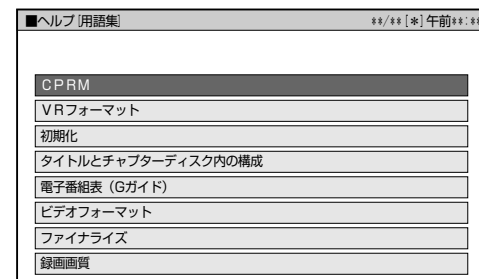 ■ヘルプ[用語集] **/**[*]午前**:**
CPRM
VRフォーマット
初期化
タイトルとチャプターディスク内の構成
電子番組表（Gガイド）
ビデオフォーマット
ファイナライズ
録画画質